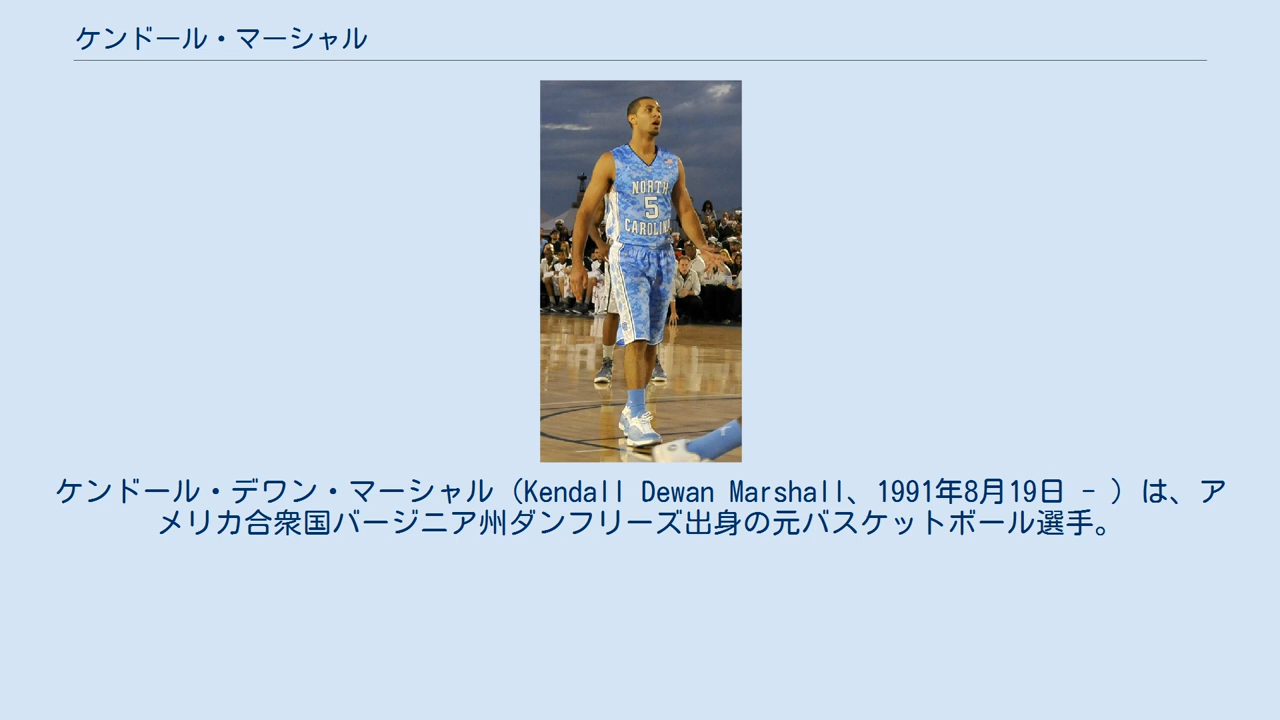 ケンドール・マーシャル
NORTH
5
CAROLINA
ケンドール・デワン・マーシャル（Kendall Dewan Marshall、1991年8月19日 - ）は、ア
メリカ合衆国バージニア州ダンフリーズ出身の元バスケットボール選手。